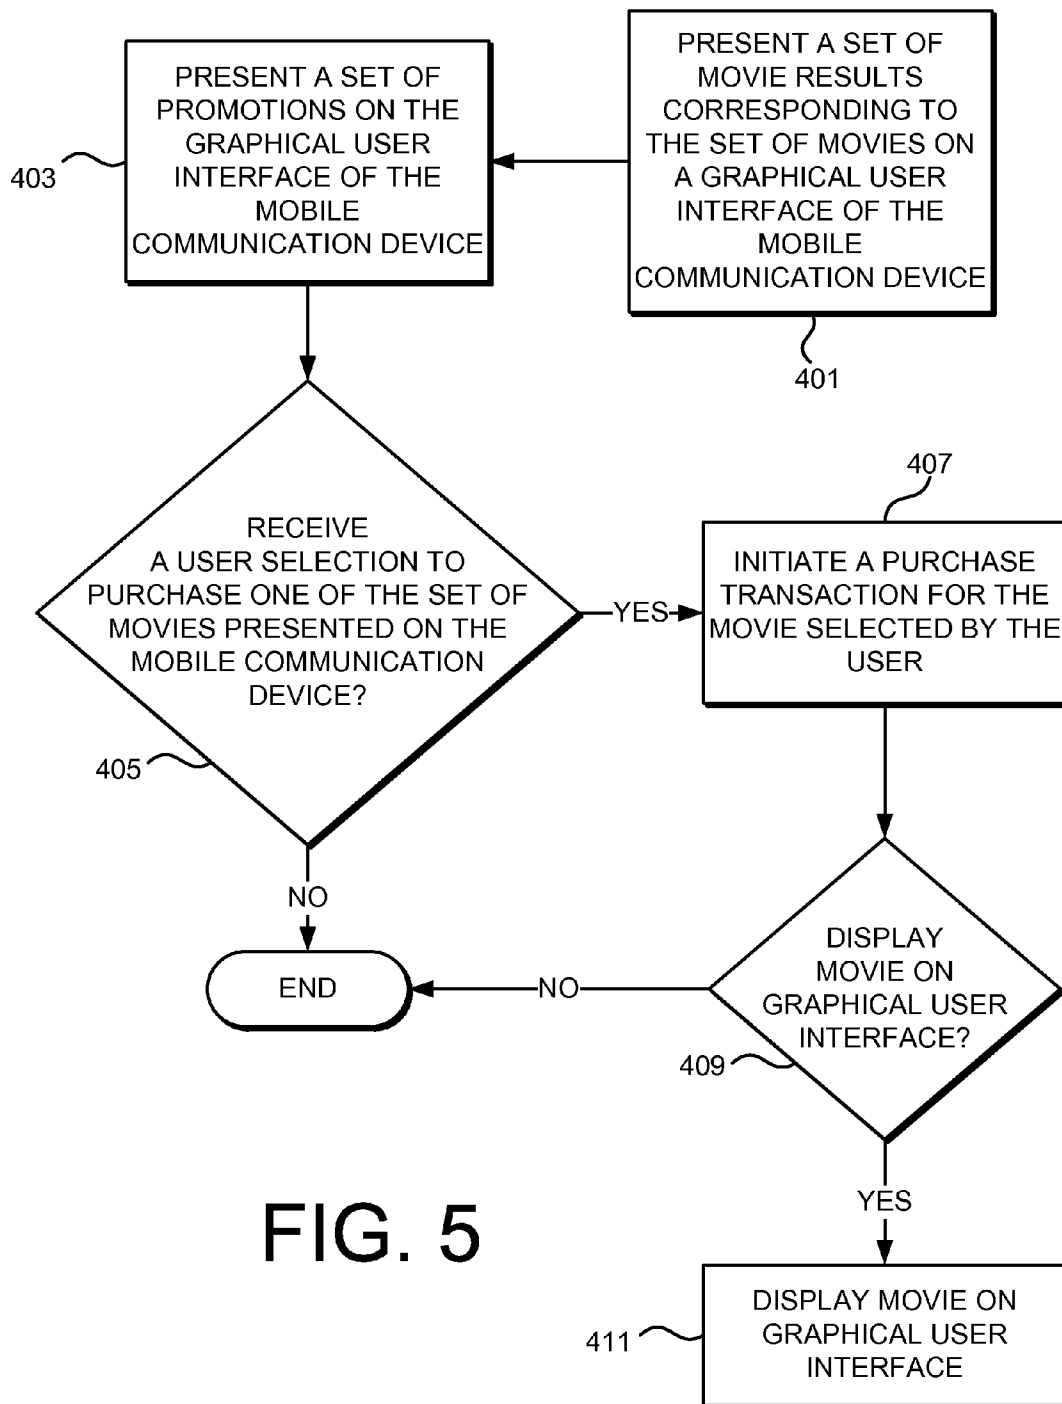 PRESENT A SET OF
MOVIE RESULTS
CORRESPONDING TO
THE SET OF MOVIES ON
A GRAPHICAL USER
INTERFACE OF THE
MOBILE
COMMUNICATION DEVICE
401
PRESENT A SET OF
PROMOTIONS ON THE
GRAPHICAL USER
INTERFACE OF THE
MOBILE
COMMUNICATION DEVICE
403
RECEIVE
A USER SELECTION TO
PURCHASE ONE OF THE SET OF
MOVIES PRESENTED ON THE
MOBILE COMMUNICATION
DEVICE?
405
YES
NO
407
INITIATE A PURCHASE
TRANSACTION FOR THE
MOVIE SELECTED BY THE
USER
DISPLAY
MOVIE ON
GRAPHICAL USER
INTERFACE?
409
NO
END
YES
DISPLAY MOVIE ON
GRAPHICAL USER
INTERFACE
411
FIG. 5